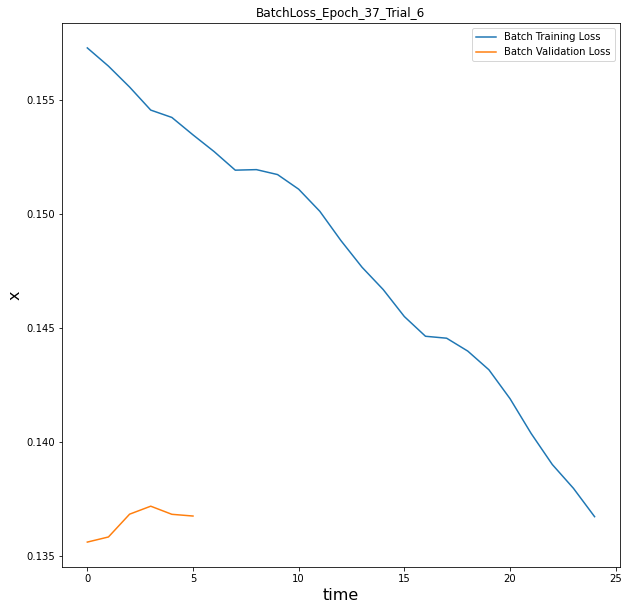 BatchLoss_Epoch_37_Trial_6
Batch Training Loss
Batch Validation Loss
0.155
0.150
0.145
0.140
0.135
x
0 5 10 15 20 25
time